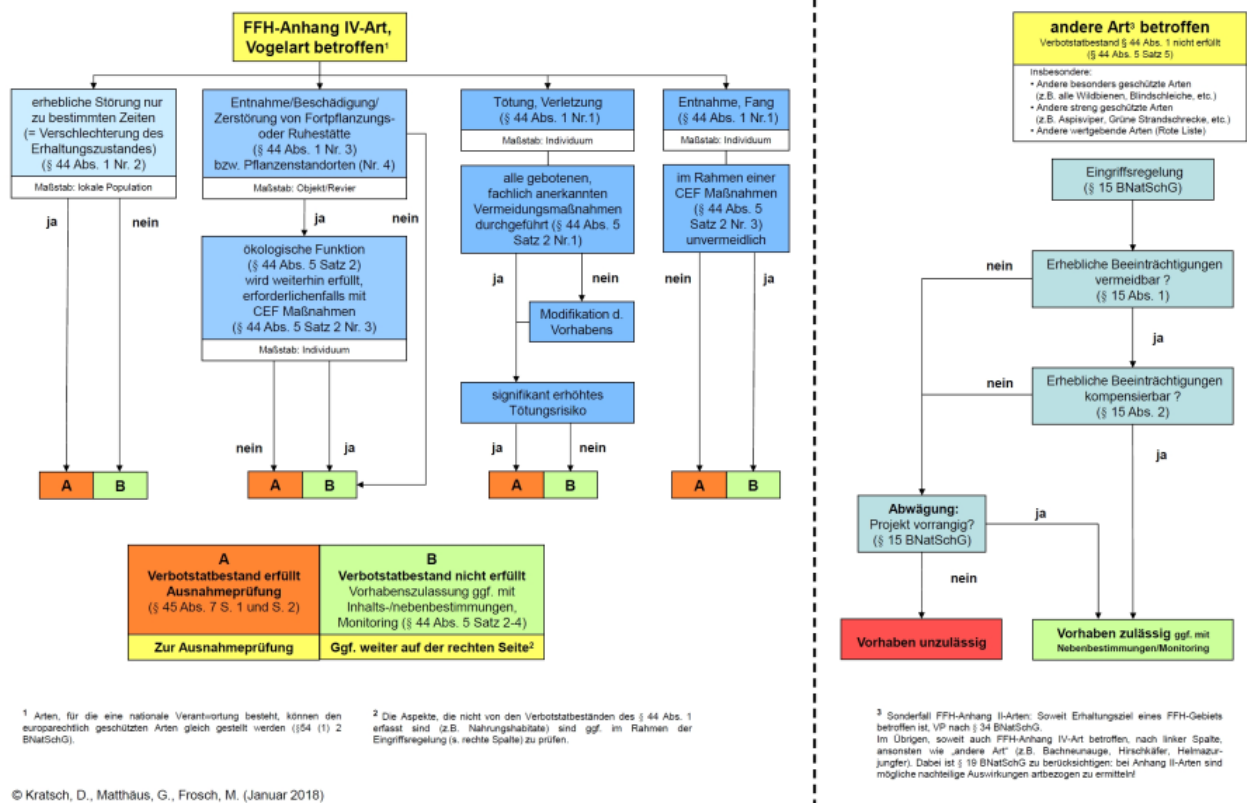 FFH-Anhang IV-Art,
Vogelart betroffen¹
erhebliche Störung nur
zu bestimmten Zeiten
(= Verschlechterung des
Erhaltungszustandes)
(§ 44 Abs. 1 Nr. 2)
Maßstab: lokale Population
ja
nein
Entnahme/Beschädigung/
Zerstörung von Fortpflanzungs-
oder Ruhestätte
(§ 44 Abs. 1 Nr. 3)
bzw. Pflanzenstandorten (Nr. 4)
Maßstab: Objekt/Revier
ja
nein
ökologische Funktion
(§ 44 Abs. 5 Satz 2)
wird weiterhin erfüllt,
erforderlichenfalls mit
CEF Maßnahmen
(§ 44 Abs. 5 Satz 2 Nr. 3)
Maßstab: Individuum
nein
ja
Tötung, Verletzung
(§ 44 Abs. 1 Nr.1)
Maßstab: Individuum
alle gebotenen,
fachlich anerkannten
Vermeidungsmaßnahmen
durchgeführt (§ 44 Abs. 5
Satz 2 Nr.1)
ja
nein
Modifikation d.
Vorhabens
signifikant erhöhtes
Tötungsrisiko
ja
nein
Entnahme, Fang
(§ 44 Abs. 1 Nr.1)
Maßstab: Individuum
im Rahmen einer
CEF Maßnahmen
(§ 44 Abs. 5
Satz 2 Nr. 3)
unvermeidlich
nein
ja
A B
A B
A B
A B
A
Verbotstatbestand erfüllt
Ausnahmeprüfung
(§ 45 Abs. 7 S. 1 und S. 2)
Zur Ausnahmeprüfung
B
Verbotstatbestand nicht erfüllt
Vorhabenszulassung ggf. mit
Inhalts-/nebenbestimmungen,
Monitoring (§ 44 Abs. 5 Satz 2-4)
Ggf. weiter auf der rechten Seite²
¹ Arten, für die eine nationale Verantwortung besteht, können den
europarechtlich geschützten Arten gleich gestellt werden (§54 (1) 2
BNatSchG).
² Die Aspekte, die nicht von den Verbotstatbeständen des § 44 Abs. 1
erfasst sind (z.B. Nahrungshabitate) sind ggf. im Rahmen der
Eingriffsregelung (s. rechte Spalte) zu prüfen.
© Kratsch, D., Matthäus, G., Frosch, M. (Januar 2018)
andere Art³ betroffen
Verbotstatbestand § 44 Abs. 1 nicht erfüllt
(§ 44 Abs. 5 Satz 5)
Insbesondere:
• Andere besonders geschützte Arten
(z.B. alle Wildbienen, Blindschleiche, etc.)
• Andere streng geschützte Arten
(z.B. Aspisviper, Grüne Strandschrecke, etc.)
• Andere wertgebende Arten (Rote Liste)
Eingriffsregelung
(§ 15 BNatSchG)
Erhebliche Beeinträchtigungen
vermeidbar ?
(§ 15 Abs. 1)
nein
ja
Erhebliche Beeinträchtigungen
kompensierbar ?
(§ 15 Abs. 2)
nein
ja
Abwägung:
Projekt vorrangig?
(§ 15 BNatSchG)
ja
nein
Vorhaben unzulässig
Vorhaben zulässig ggf. mit
Nebenbestimmungen/Monitoring
³ Sonderfall FFH-Anhang II-Arten: Soweit Erhaltungsziel eines FFH-Gebiets
betroffen ist, VP nach § 34 BNatSchG.
Im Übrigen, soweit auch FFH-Anhang IV-Art betroffen, nach linker Spalte,
ansonsten wie „andere Art" (z.B. Bachneunauge, Hirschkäfer, Helmazur-
jungfer). Dabei ist § 19 BNatSchG zu berücksichtigen: bei Anhang II-Arten sind
mögliche nachteilige Auswirkungen artbezogen zu ermitteln!